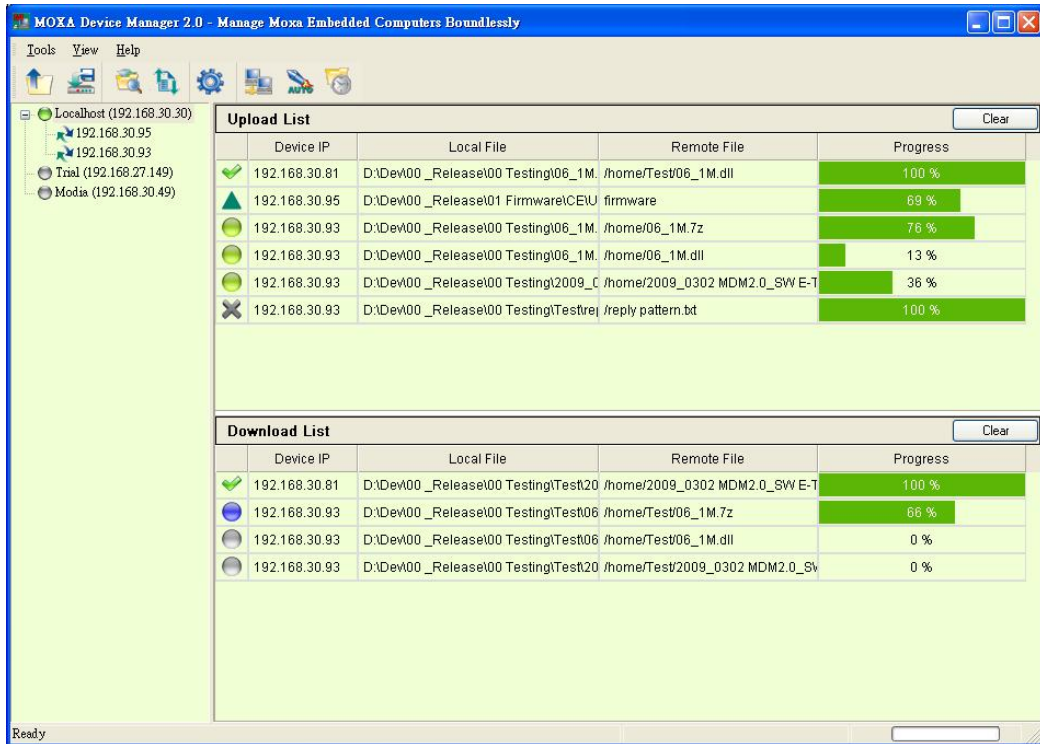 MOXA Device Manager 2.0 - Manage Moxa Embedded Computers Boundlessly
Tools View Help
AUTO
Localhost (192.168.30.30)
192.168.30.95
192.168.30.93
Trial (192.168.27.149)
Modia (192.168.30.49)
Upload List Clear
Device IP Local File Remote File Progress
192.168.30.81 D:\Dev\00 _Release\00 Testing\06_1M. /home/Test/06_1M.dll 100 %
192.168.30.95 D:\Dev\00 _Release\01 Firmware\CE\U firmware 69 %
192.168.30.93 D:\Dev\00 _Release\00 Testing\06_1M. /home/06_1M.7z 76 %
192.168.30.93 D:\Dev\00 _Release\00 Testing\06_1M. /home/06_1M.dll 13 %
192.168.30.93 D:\Dev\00 _Release\00 Testing\2009_0 /home/2009_0302 MDM2.0_SW E-T 36 %
192.168.30.93 D:\Dev\00 _Release\00 Testing\Test\rep /reply pattern.txt 100 %
Download List Clear
Device IP Local File Remote File Progress
192.168.30.81 D:\Dev\00 _Release\00 Testing\Test\20 /home/2009_0302 MDM2.0_SW E-T 100 %
192.168.30.93 D:\Dev\00 _Release\00 Testing\Test\06 /home/Test/06_1M.7z 66 %
192.168.30.93 D:\Dev\00 _Release\00 Testing\Test\06 /home/Test/06_1M.dll 0 %
192.168.30.93 D:\Dev\00 _Release\00 Testing\Test\20 /home/Test/2009_0302 MDM2.0_SW 0 %
Ready